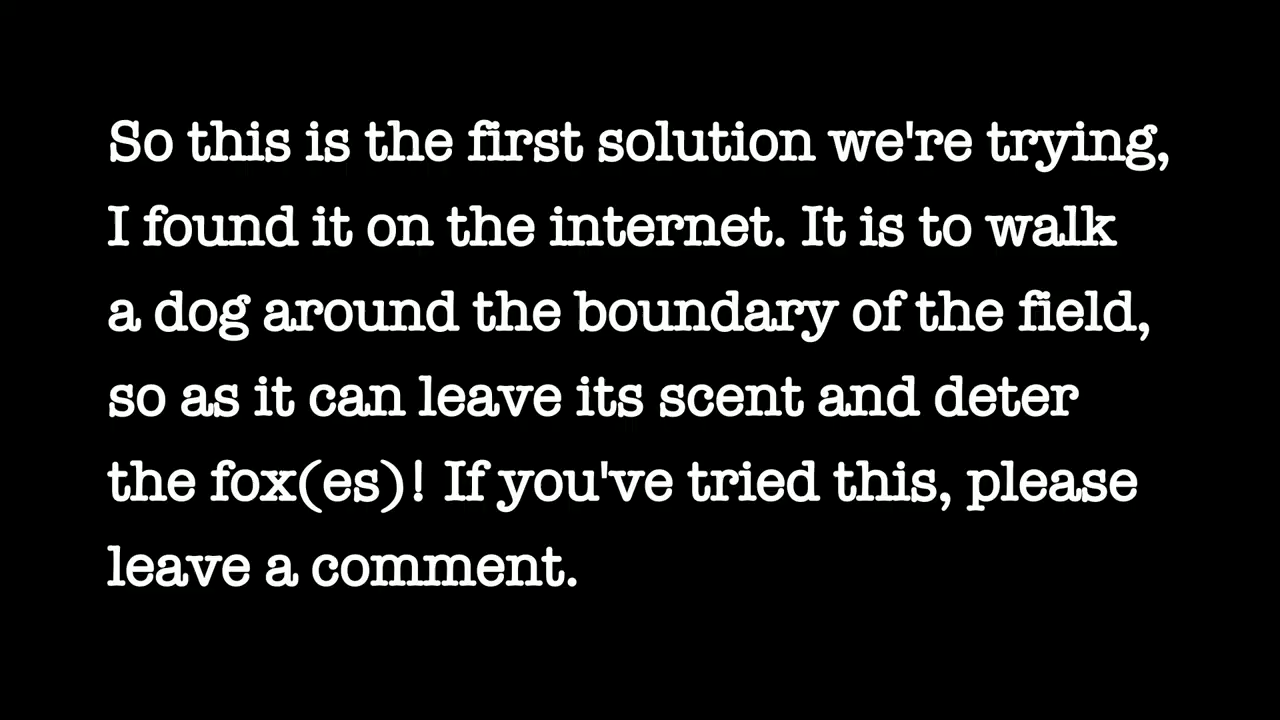 So this is the first solution we're trying,
I found it on the internet. It is to walk
a dog around the boundary of the field,
so as it can leave its scent and deter
the fox(es)! If you've tried this, please
leave a comment.